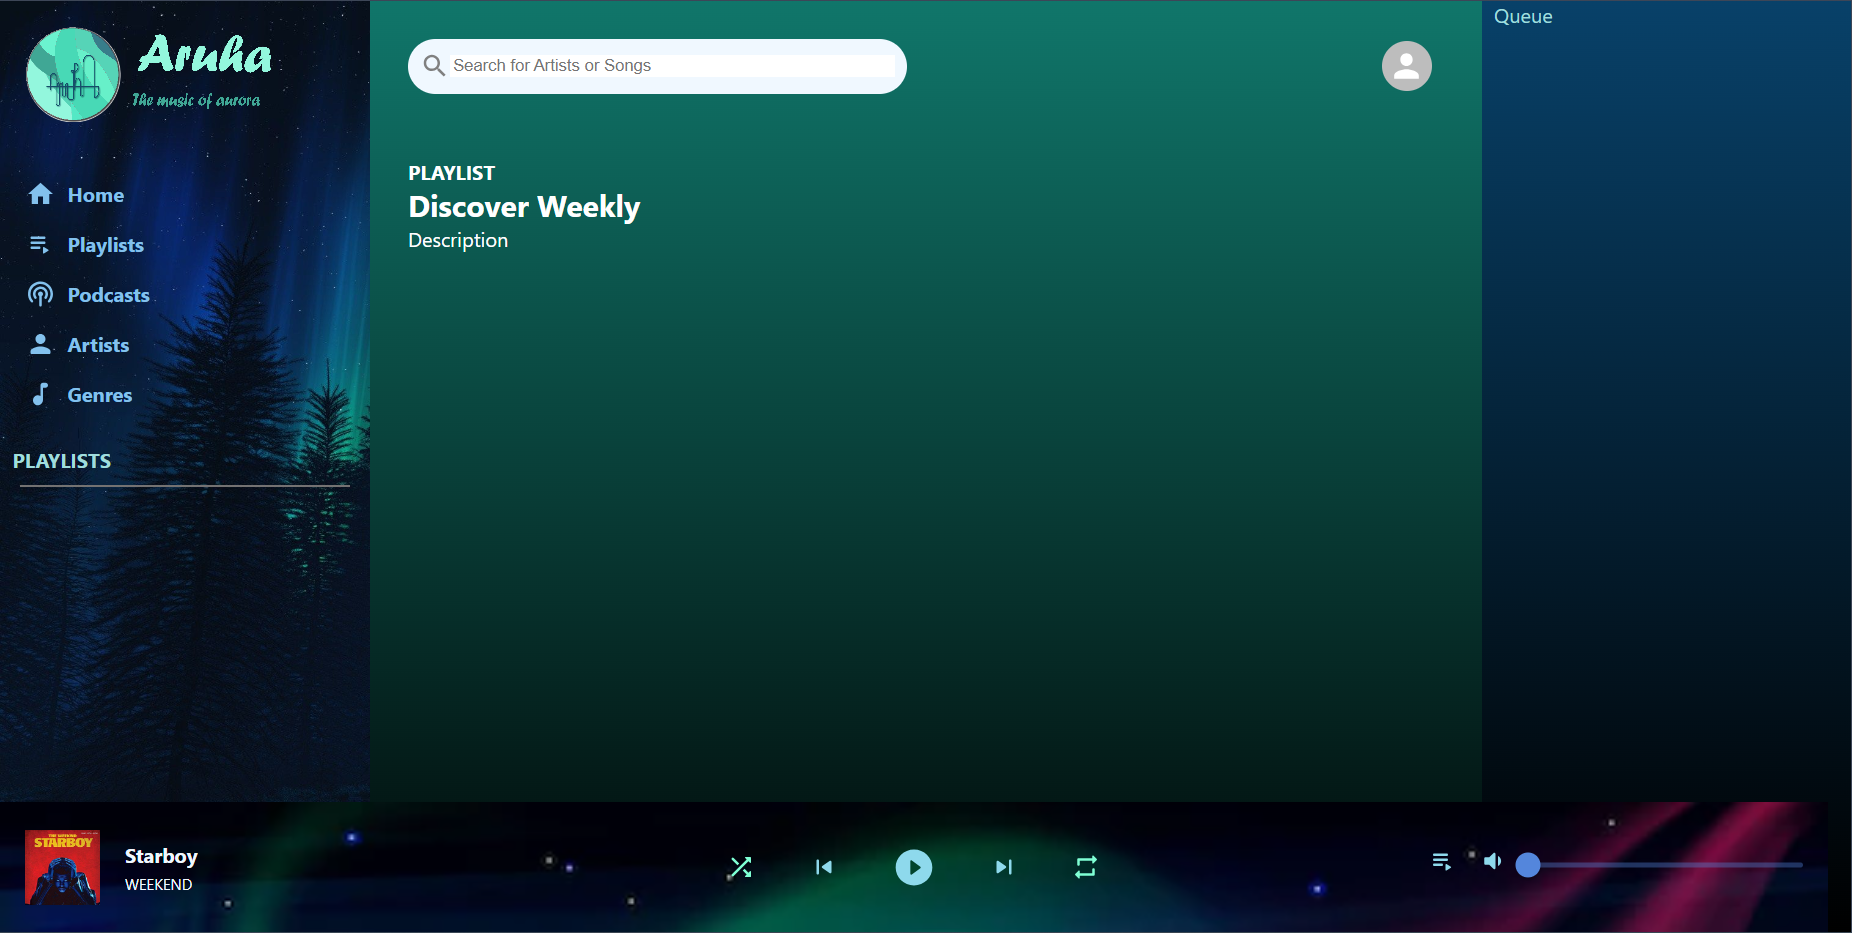 Aruha
The music of aurora
Home
Playlists
Podcasts
Artists
Genres
PLAYLISTS
Search for Artists or Songs
PLAYLIST
Discover Weekly
Description
Queue
STARBOY
Starboy
WEEKEND